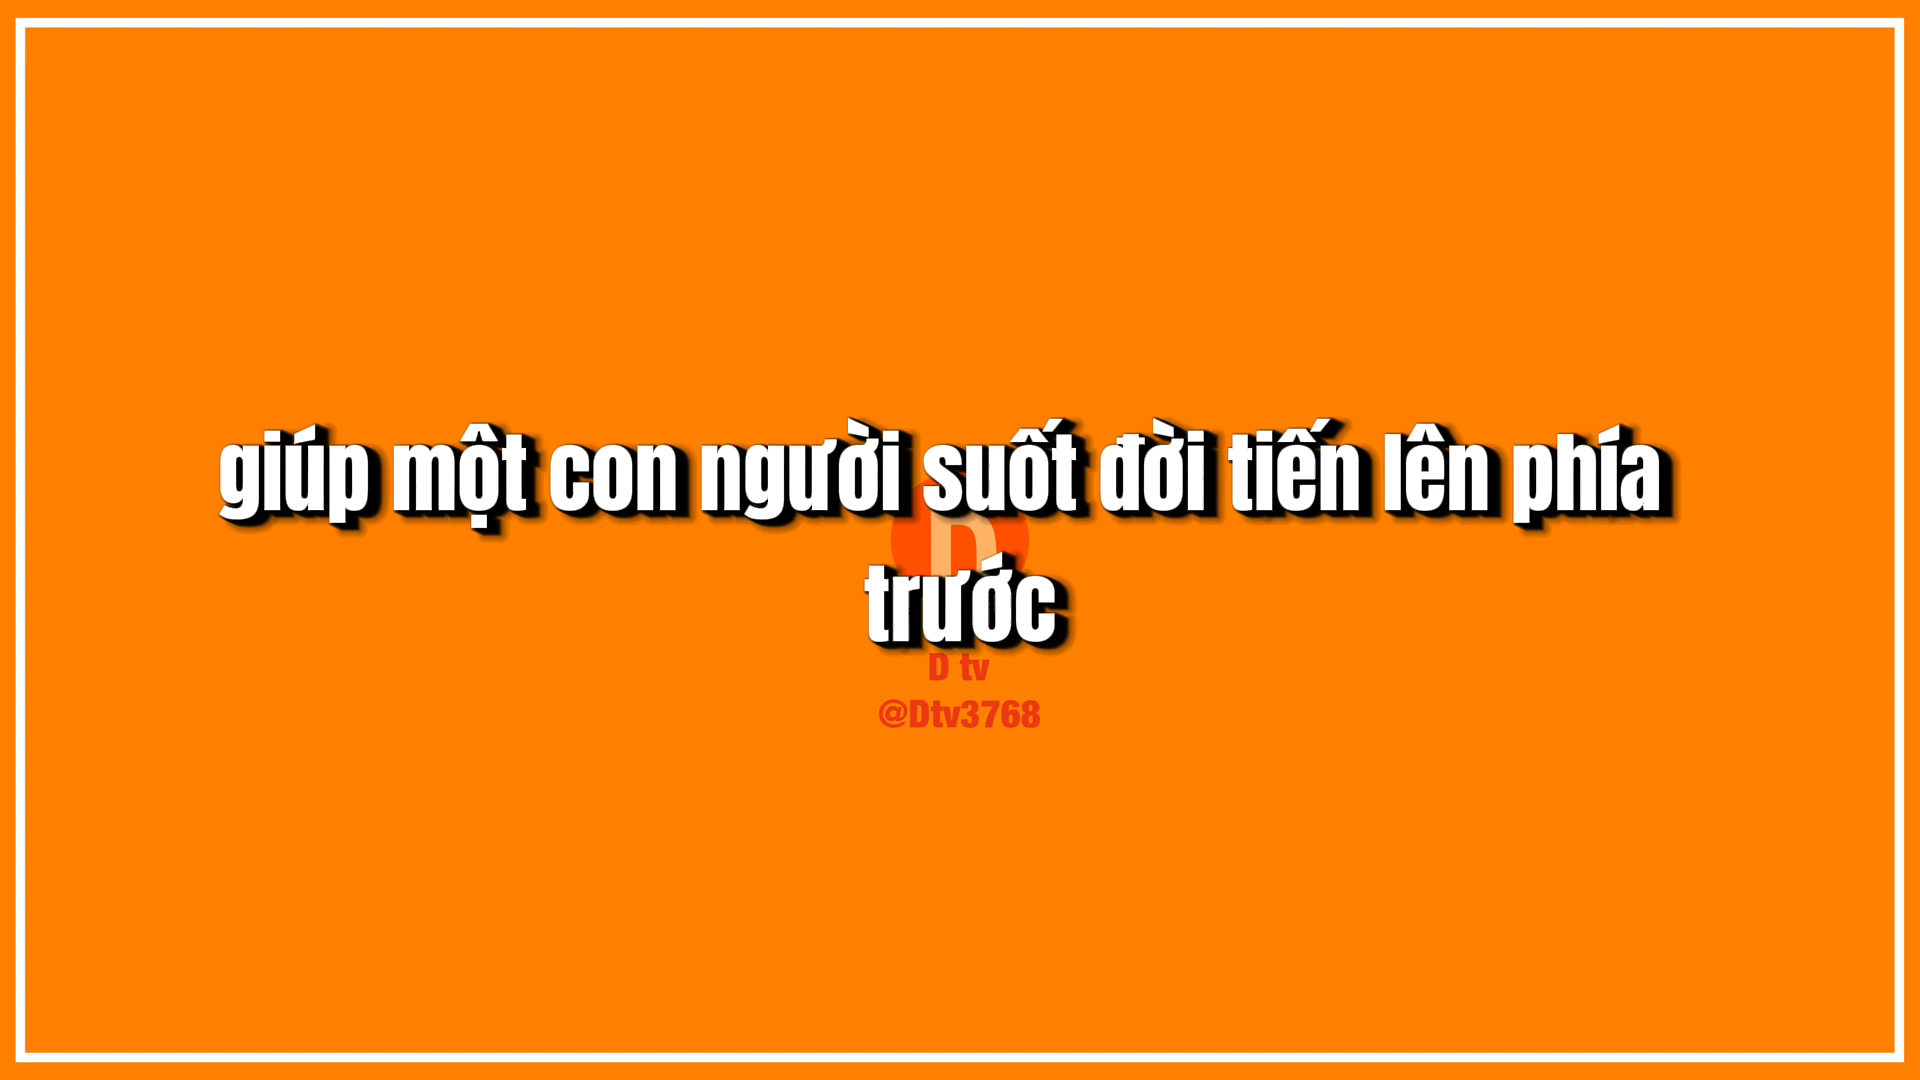 giúp một con người suốt đời tiến lên phía
trước
D
D tv
@Dtv3768